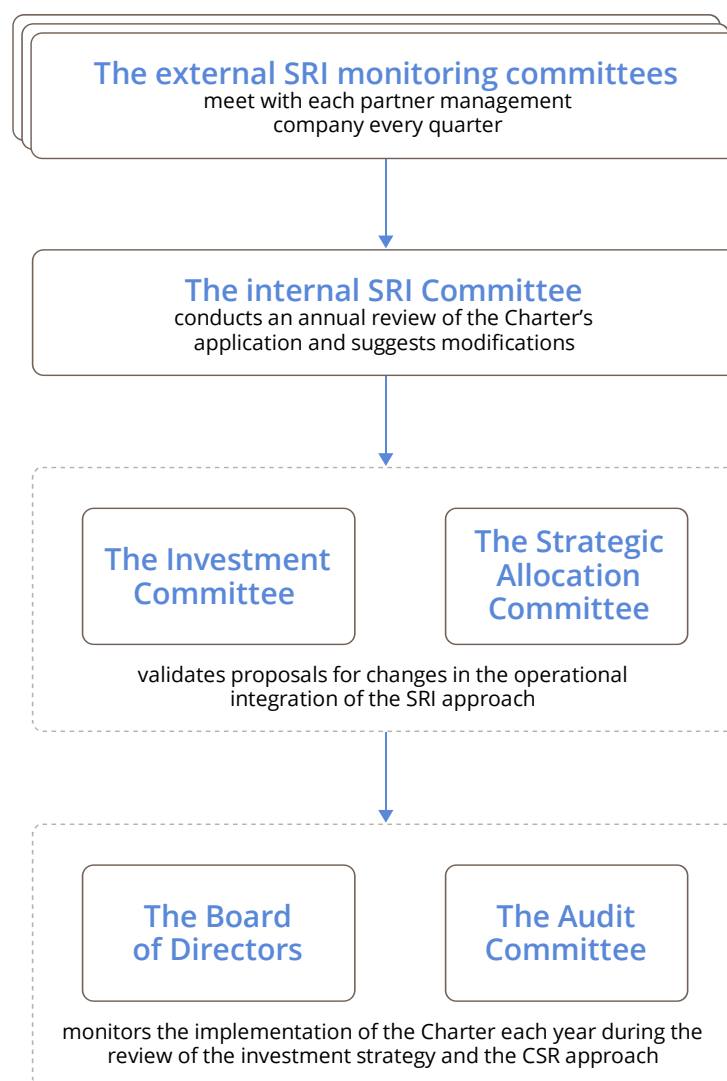 The external SRI monitoring committees
meet with each partner management
company every quarter
The internal SRI Committee
conducts an annual review of the Charter’s
application and suggests modifications
The Investment
Committee
The Strategic
Allocation
Committee
validates proposals for changes in the operational
integration of the SRI approach
The Board
of Directors
The Audit
Committee
monitors the implementation of the Charter each year during the
review of the investment strategy and the CSR approach